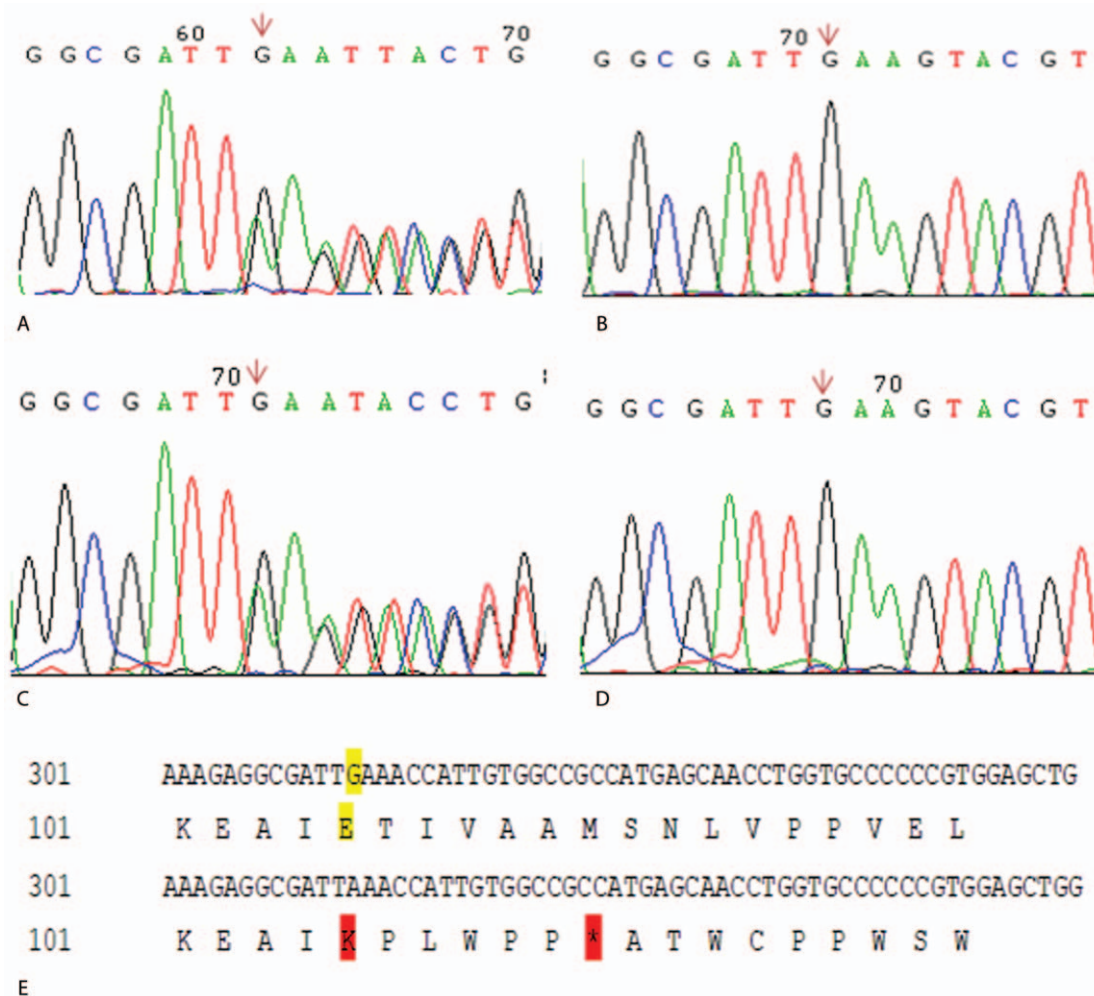 60 70
G G C G A T T G A A T T A C T G
A
70
G G C G A T T G A A G T A C G T
B
70
G G C G A T T G A A T A C C T G
C
70
G G C G A T T G A A G T A C G T
D
301 AAAGAGGCGATTGAAACCATTGTGGCCGCCATGAGCAACCTGGTGCCCCCCGTGGAGCTG
101 K E A I E T I V A A M S N L V P P V E L
301 AAAGAGGCGATTAAACCATTGTGGCCGCCATGAGCAACCTGGTGCCCCCCGTGGAGCTGG
101 K E A I K P L W P P * A T W C P P W S W
E